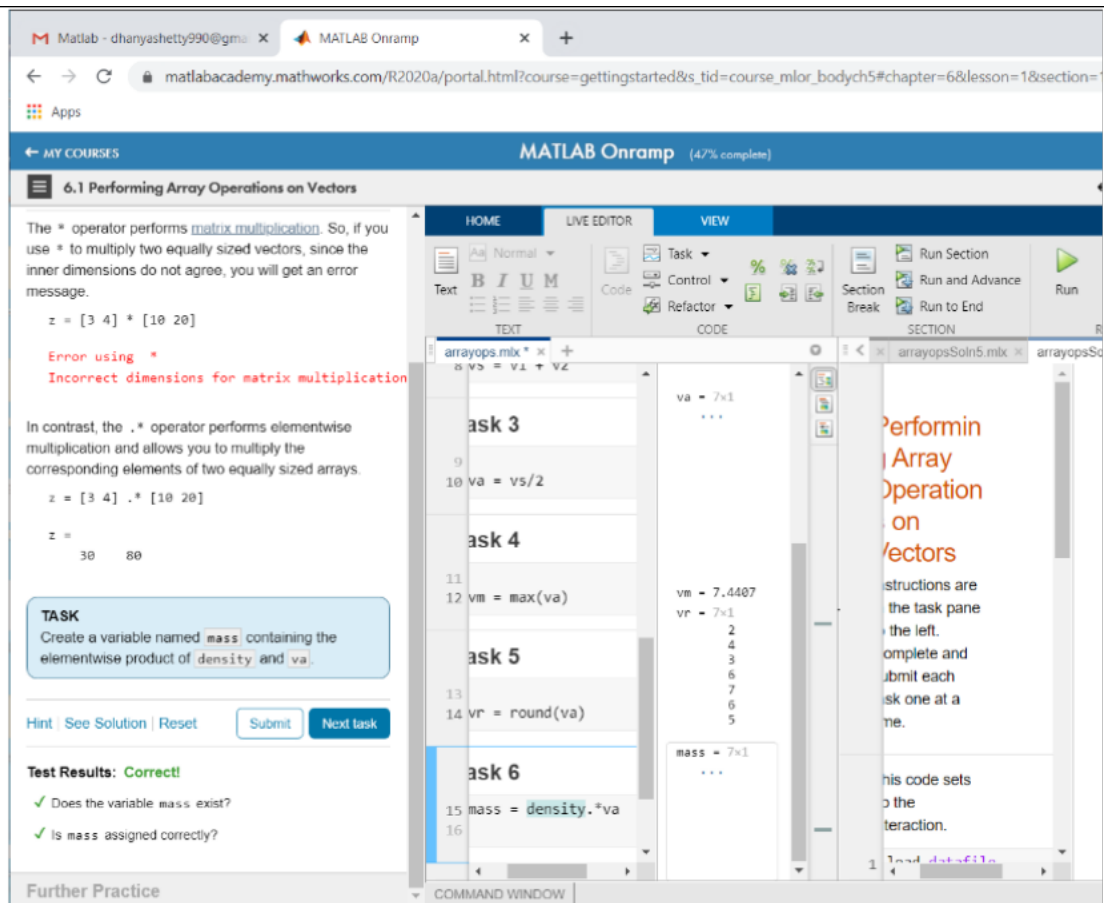 Matlab - dhanyashetty990@gma
MATLAB Onramp
matlabacademy.mathworks.com/R2020a/portal.html?course=gettingstarted&s_tid=course_mlor_bodych5#chapter=6&lesson=1&section=1
Apps
← MY COURSES
MATLAB Onramp (47% complete)
6.1 Performing Array Operations on Vectors
The * operator performs matrix multiplication. So, if you
use * to multiply two equally sized vectors, since the
inner dimensions do not agree, you will get an error
message.
z = [3 4] * [10 20]
Error using *
Incorrect dimensions for matrix multiplication
In contrast, the .* operator performs elementwise
multiplication and allows you to multiply the
corresponding elements of two equally sized arrays.
z = [3 4] .* [10 20]
z =
30 80
TASK
Create a variable named mass containing the
elementwise product of density and va.
Hint | See Solution | Reset
Submit
Next task
Test Results: Correct!
✓ Does the variable mass exist?
✓ Is mass assigned correctly?
Further Practice
HOME
LIVE EDITOR
VIEW
Text
Aa Normal
B I U M
TEXT
Code
Task
Control
Refactor
CODE
Section Break
Run Section
Run and Advance
Run to End
SECTION
Run
R
arrayops.mlx *
8 vs = v1 + v2
ask 3
9
10 va = vs/2
ask 4
11
12 vm = max(va)
ask 5
13
14 vr = round(va)
ask 6
15 mass = density.*va
16
va = 7×1
...
vm = 7.4407
vr = 7×1
2
4
3
6
7
6
5
mass = 7×1
...
arrayopsSoln5.mlx
arrayopsSo
Performin
g Array
Operation
s on
Vectors
structions are
the task pane
the left.
omplete and
ubmit each
sk one at a
me.
his code sets
p the
teraction.
1 load datafile
COMMAND WINDOW